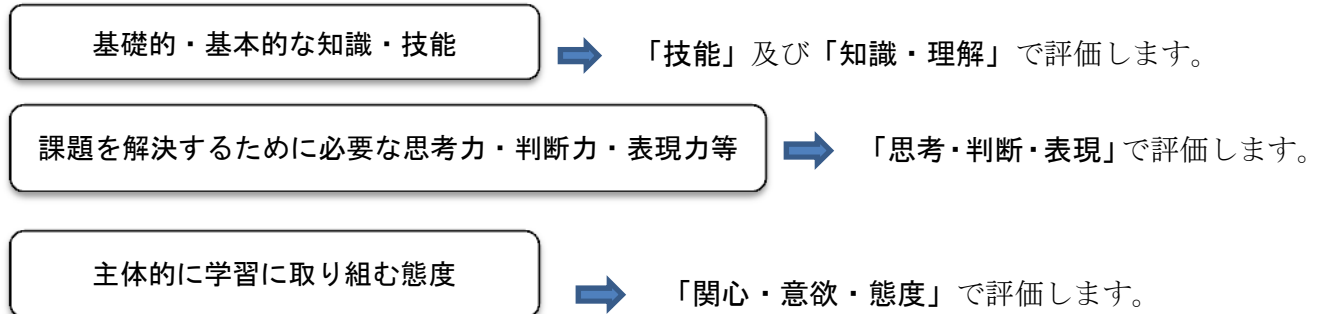 基礎的・基本的な知識・技能
「技能」及び「知識・理解」で評価します。
課題を解決するために必要な思考力・判断力・表現力等
「思考・判断・表現」で評価します。
主体的に学習に取り組む態度
「関心・意欲・態度」で評価します。